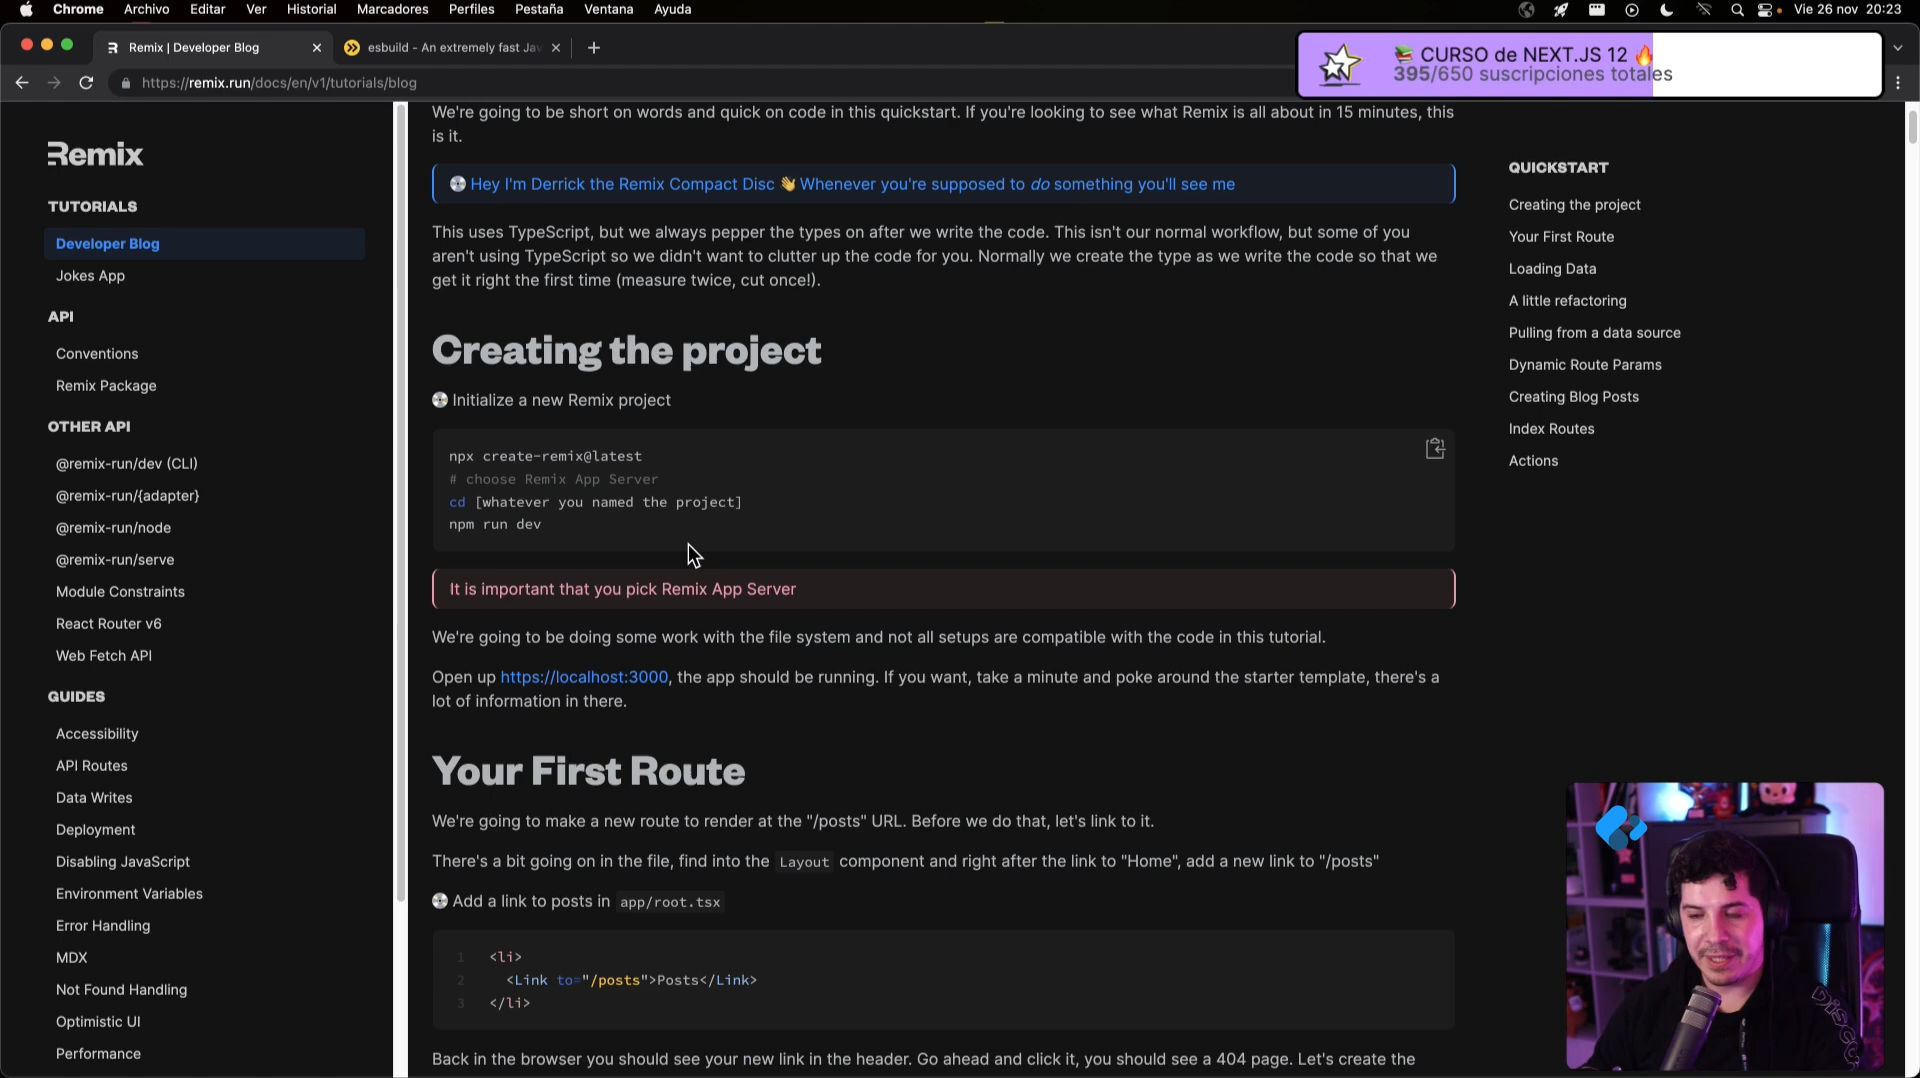 Chrome Archivo Editar Ver Historial Marcadores Perfiles Pestaña Ventana Ayuda Vie 26 nov 20:23
Remix | Developer Blog
esbuild - An extremely fast Jav
https://remix.run/docs/en/v1/tutorials/blog
📚 CURSO de NEXT.JS 12 🔥
395/650 suscripciones totales
Remix
TUTORIALS
Developer Blog
Jokes App
API
Conventions
Remix Package
OTHER API
@remix-run/dev (CLI)
@remix-run/{adapter}
@remix-run/node
@remix-run/serve
Module Constraints
React Router v6
Web Fetch API
GUIDES
Accessibility
API Routes
Data Writes
Deployment
Disabling JavaScript
Environment Variables
Error Handling
MDX
Not Found Handling
Optimistic UI
Performance
We're going to be short on words and quick on code in this quickstart. If you're looking to see what Remix is all about in 15 minutes, this
is it.
💿 Hey I'm Derrick the Remix Compact Disc 👋 Whenever you're supposed to do something you'll see me
This uses TypeScript, but we always pepper the types on after we write the code. This isn't our normal workflow, but some of you
aren't using TypeScript so we didn't want to clutter up the code for you. Normally we create the type as we write the code so that we
get it right the first time (measure twice, cut once!).
Creating the project
💿 Initialize a new Remix project
npx create-remix@latest
# choose Remix App Server
cd [whatever you named the project]
npm run dev
It is important that you pick Remix App Server
We're going to be doing some work with the file system and not all setups are compatible with the code in this tutorial.
Open up https://localhost:3000, the app should be running. If you want, take a minute and poke around the starter template, there's a
lot of information in there.
Your First Route
We're going to make a new route to render at the "/posts" URL. Before we do that, let's link to it.
There's a bit going on in the file, find into the Layout component and right after the link to "Home", add a new link to "/posts"
💿 Add a link to posts in app/root.tsx
1 <li>
2 <Link to="/posts">Posts</Link>
3 </li>
Back in the browser you should see your new link in the header. Go ahead and click it, you should see a 404 page. Let's create the
QUICKSTART
Creating the project
Your First Route
Loading Data
A little refactoring
Pulling from a data source
Dynamic Route Params
Creating Blog Posts
Index Routes
Actions